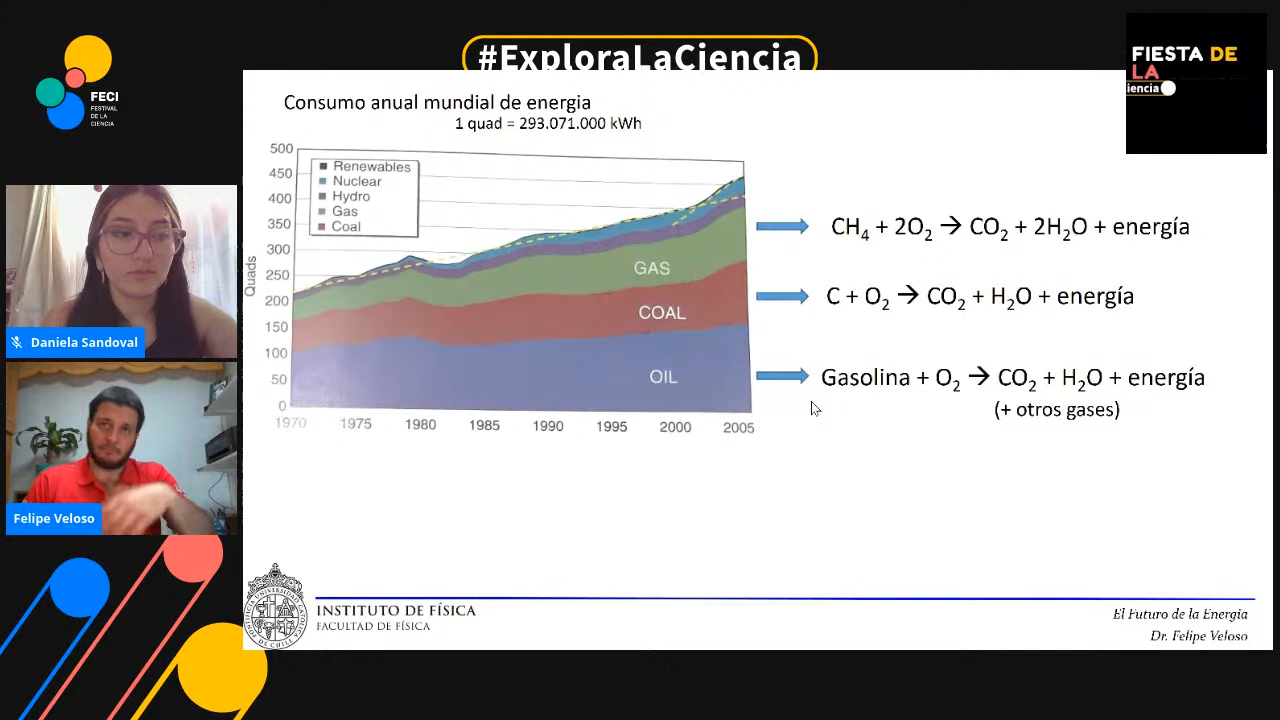 #ExploraLaCiencia
FECI
FESTIVAL
DE LA
CIENCIA
FIESTA DE
LA
iencia
Consumo anual mundial de energia
1 quad = 293.071.000 kWh
Quads
500
450
400
350
300
250
200
150
100
50
0
Renewables
Nuclear
Hydro
Gas
Coal
GAS
COAL
OIL
1970 1975 1980 1985 1990 1995 2000 2005
CH₄ + 2O₂ → CO₂ + 2H₂O + energía
C + O₂ → CO₂ + H₂O + energía
Gasolina + O₂ → CO₂ + H₂O + energía
(+ otros gases)
Daniela Sandoval
Felipe Veloso
INSTITUTO DE FÍSICA
FACULTAD DE FÍSICA
El Futuro de la Energia
Dr. Felipe Veloso